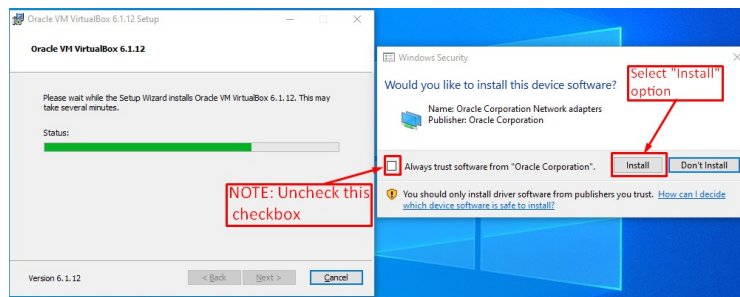 Oracle VM VirtualBox 6.1.12 Setup
Oracle VM VirtualBox 6.1.12
Please wait while the Setup Wizard installs Oracle VM VirtualBox 6.1.12. This may
take several minutes.
Status:
Version 6.1.12
< Back
Next >
Cancel
Windows Security
Would you like to install this device software?
Name: Oracle Corporation Network adapters
Publisher: Oracle Corporation
Select "Install"
option
Always trust software from "Oracle Corporation".
Install
Don't Install
NOTE: Uncheck this
checkbox
You should only install driver software from publishers you trust. How can I decide
which device software is safe to install?